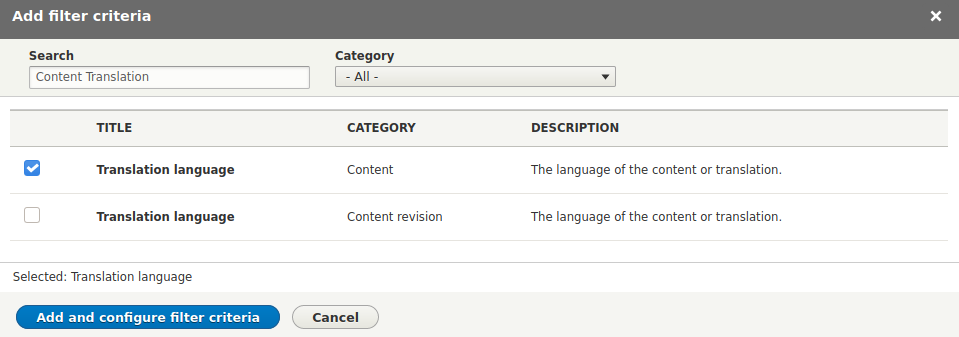 Add filter criteria
Search Category
Content Translation - All -
TITLE CATEGORY DESCRIPTION
Translation language Content The language of the content or translation.
Translation language Content revision The language of the content or translation.
Selected: Translation language
Add and configure filter criteria Cancel